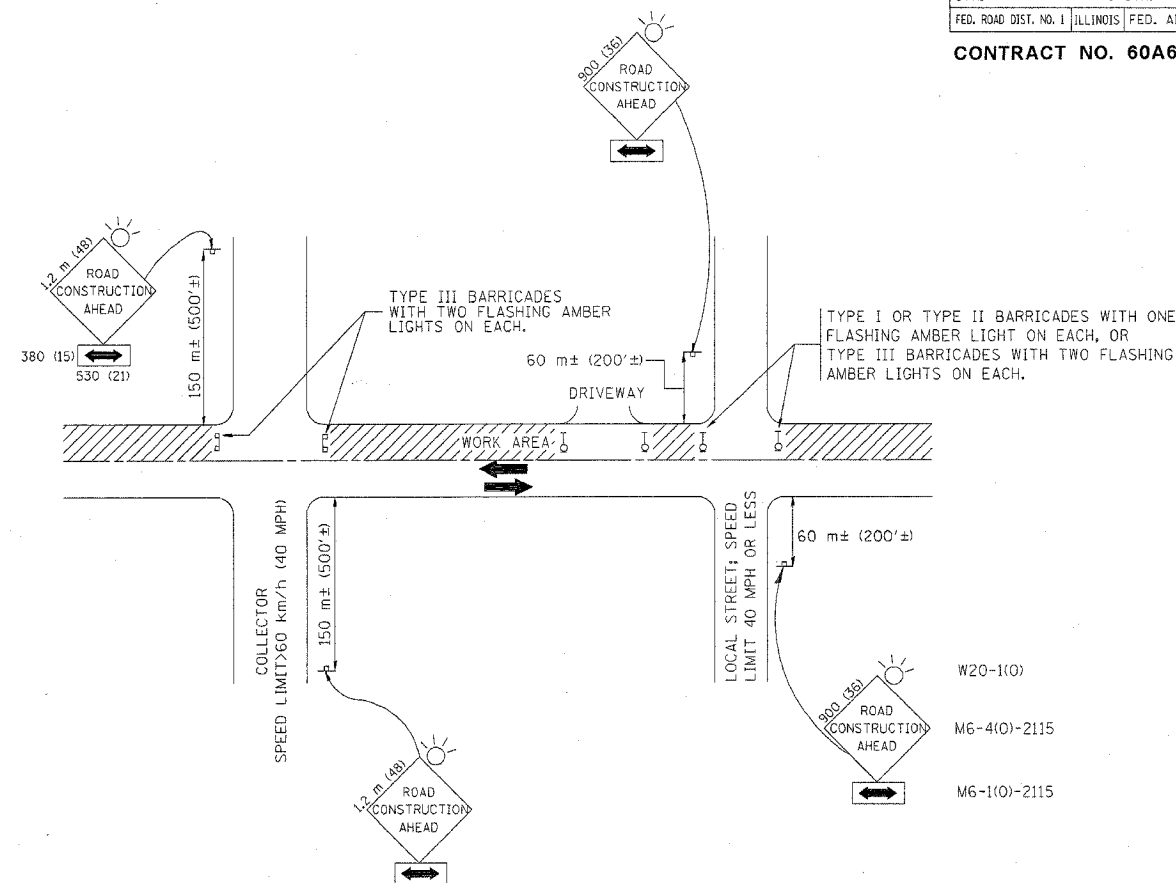 FED. ROAD DIST. NO. 1 ILLINOIS FED.
CONTRACT NO. 60A6
900 (36)
ROAD
CONSTRUCTION
AHEAD
1.2 m (48)
ROAD
CONSTRUCTION
AHEAD
380 (15)
530 (21)
150 m± (500'±)
TYPE III BARRICADES
WITH TWO FLASHING AMBER
LIGHTS ON EACH.
60 m± (200'±)
DRIVEWAY
TYPE I OR TYPE II BARRICADES WITH ONE
FLASHING AMBER LIGHT ON EACH, OR
TYPE III BARRICADES WITH TWO FLASHING
AMBER LIGHTS ON EACH.
WORK AREA
COLLECTOR
SPEED LIMIT>60 km/h (40 MPH)
150 m± (500'±)
LOCAL STREET; SPEED
LIMIT 40 MPH OR LESS
60 m± (200'±)
1.2 m (48)
ROAD
CONSTRUCTION
AHEAD
900 (36)
ROAD
CONSTRUCTION
AHEAD
W20-1(O)
M6-4(O)-2115
M6-1(O)-2115